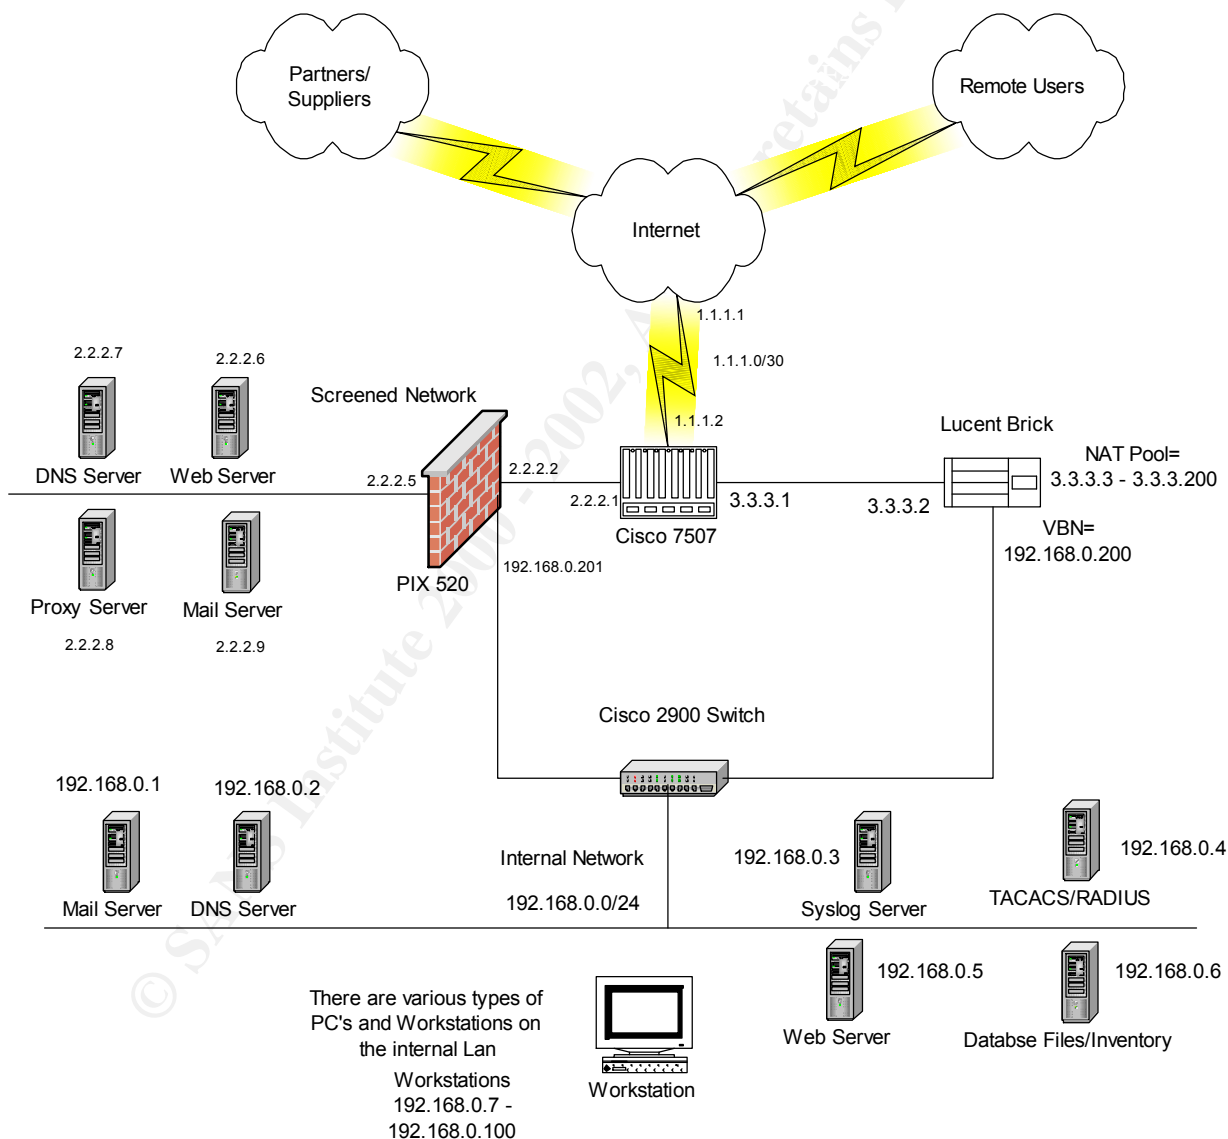 Partners/
Suppliers
Remote Users
Internet
1.1.1.1
1.1.1.0/30
1.1.1.2
2.2.2.7
2.2.2.6
DNS Server
Web Server
Screened Network
2.2.2.5
2.2.2.2
2.2.2.1
3.3.3.1
Cisco 7507
PIX 520
192.168.0.201
Lucent Brick
NAT Pool=
3.3.3.3 - 3.3.3.200
3.3.3.2
VBN=
192.168.0.200
Proxy Server
Mail Server
2.2.2.8
2.2.2.9
Cisco 2900 Switch
192.168.0.1
192.168.0.2
Mail Server
DNS Server
Internal Network
192.168.0.0/24
192.168.0.3
Syslog Server
192.168.0.4
TACACS/RADIUS
192.168.0.5
Web Server
192.168.0.6
Databse Files/Inventory
There are various types of
PC's and Workstations on
the internal Lan
Workstations
192.168.0.7 -
192.168.0.100
Workstation
© SANS Institute 2000 - 2002, A retains